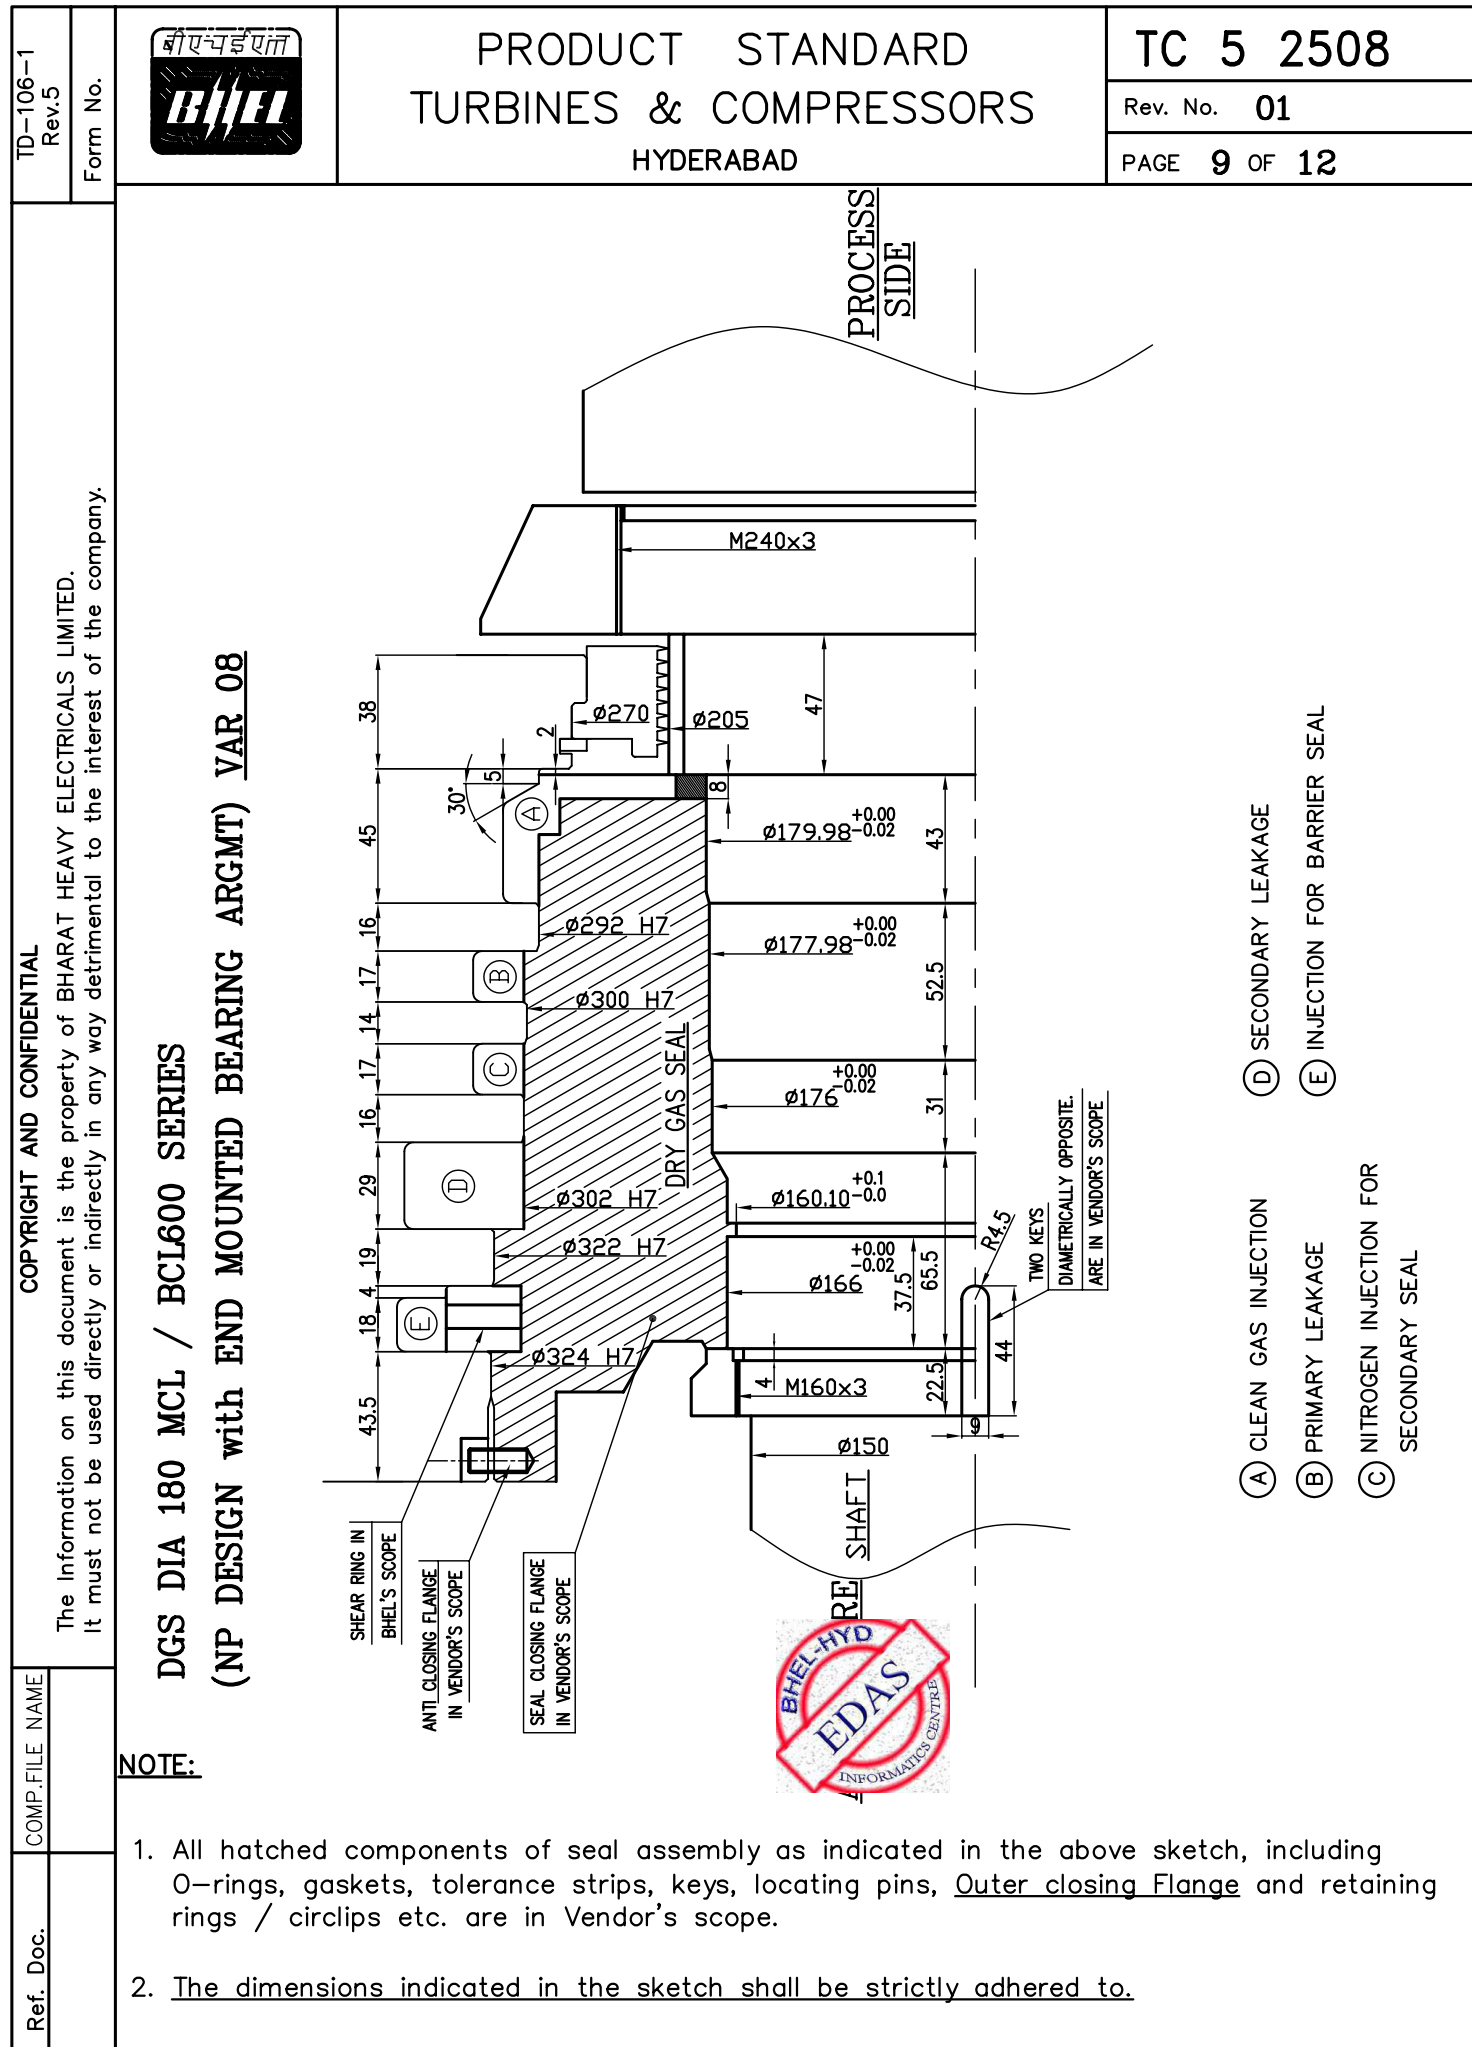 TD-106-1
Rev.5
Form No.
बीएचईएल
BHEL
PRODUCT STANDARD
TURBINES & COMPRESSORS
HYDERABAD
TC 5 2508
Rev. No. 01
PAGE 9 OF 12
COPYRIGHT AND CONFIDENTIAL
The Information on this document is the property of BHARAT HEAVY ELECTRICALS LIMITED.
It must not be used directly or indirectly in any way detrimental to the interest of the company.
COMP.FILE NAME
Ref. Doc.
DGS DIA 180 MCL / BCL600 SERIES
(NP DESIGN with END MOUNTED BEARING ARGMT) VAR 08
PROCESS
SIDE
M240x3
38
45
16
17
14
17
16
29
19
4
18
43.5
30°
5
2
ø270
ø205
47
8
A
B
C
D
E
ø179.98 +0.00 -0.02
43
ø292 H7
ø177.98 +0.00 -0.02
52.5
ø300 H7
DRY GAS SEAL
ø176 +0.00 -0.02
31
ø302 H7
ø160.10 +0.1 -0.0
ø322 H7
ø166 +0.00 -0.02
37.5
65.5
ø324 H7
4
M160x3
22.5
44
9
R4.5
ø150
TWO KEYS
DIAMETRICALLY OPPOSITE.
ARE IN VENDOR'S SCOPE
SHEAR RING IN
BHEL'S SCOPE
ANTI CLOSING FLANGE
IN VENDOR'S SCOPE
SEAL CLOSING FLANGE
IN VENDOR'S SCOPE
SHAFT
BHEL-HYD
EDAS
INFORMATICS CENTRE
A CLEAN GAS INJECTION
B PRIMARY LEAKAGE
C NITROGEN INJECTION FOR
SECONDARY SEAL
D SECONDARY LEAKAGE
E INJECTION FOR BARRIER SEAL
NOTE:
1. All hatched components of seal assembly as indicated in the above sketch, including
O-rings, gaskets, tolerance strips, keys, locating pins, Outer closing Flange and retaining
rings / circlips etc. are in Vendor's scope.
2. The dimensions indicated in the sketch shall be strictly adhered to.